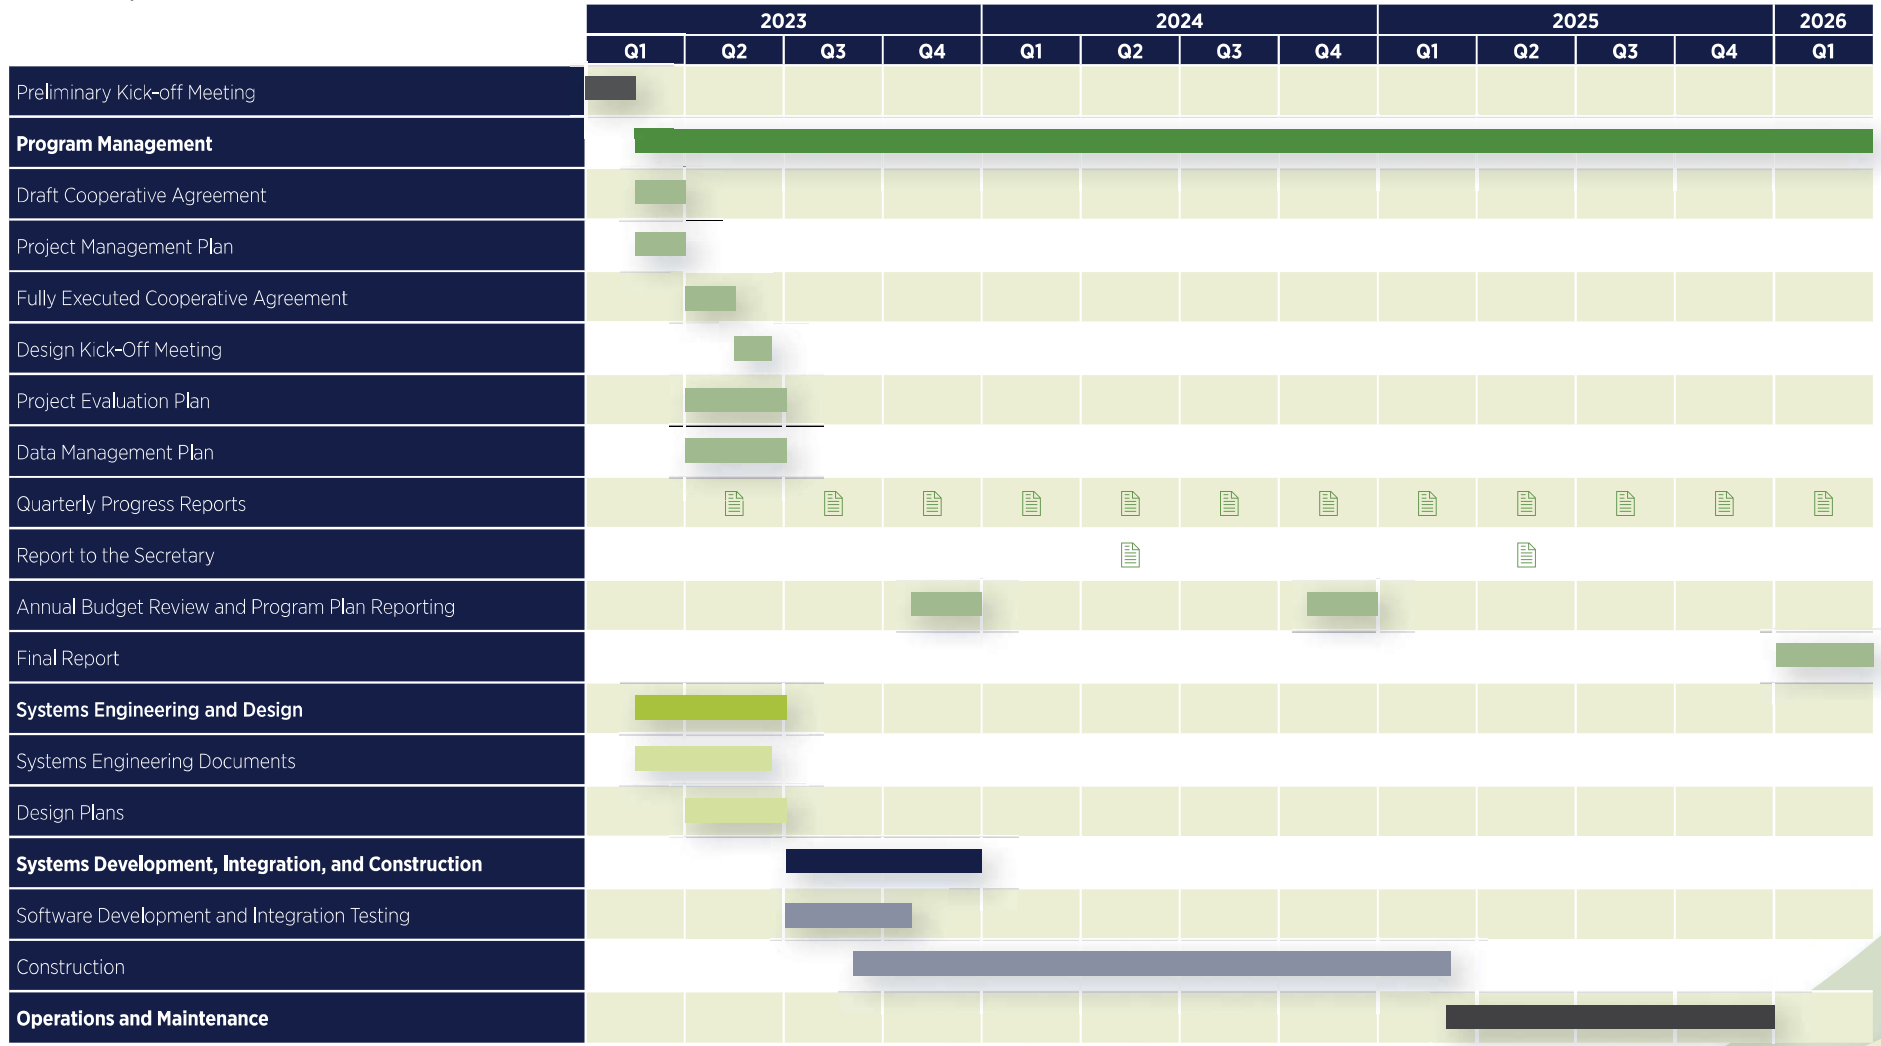 2023 2024 2025 2026
Q1 Q2 Q3 Q4 Q1 Q2 Q3 Q4 Q1 Q2 Q3 Q4 Q1
Preliminary Kick-off Meeting
Program Management
Draft Cooperative Agreement
Project Management Plan
Fully Executed Cooperative Agreement
Design Kick-Off Meeting
Project Evaluation Plan
Data Management Plan
Quarterly Progress Reports
Report to the Secretary
Annual Budget Review and Program Plan Reporting
Final Report
Systems Engineering and Design
Systems Engineering Documents
Design Plans
Systems Development, Integration, and Construction
Software Development and Integration Testing
Construction
Operations and Maintenance